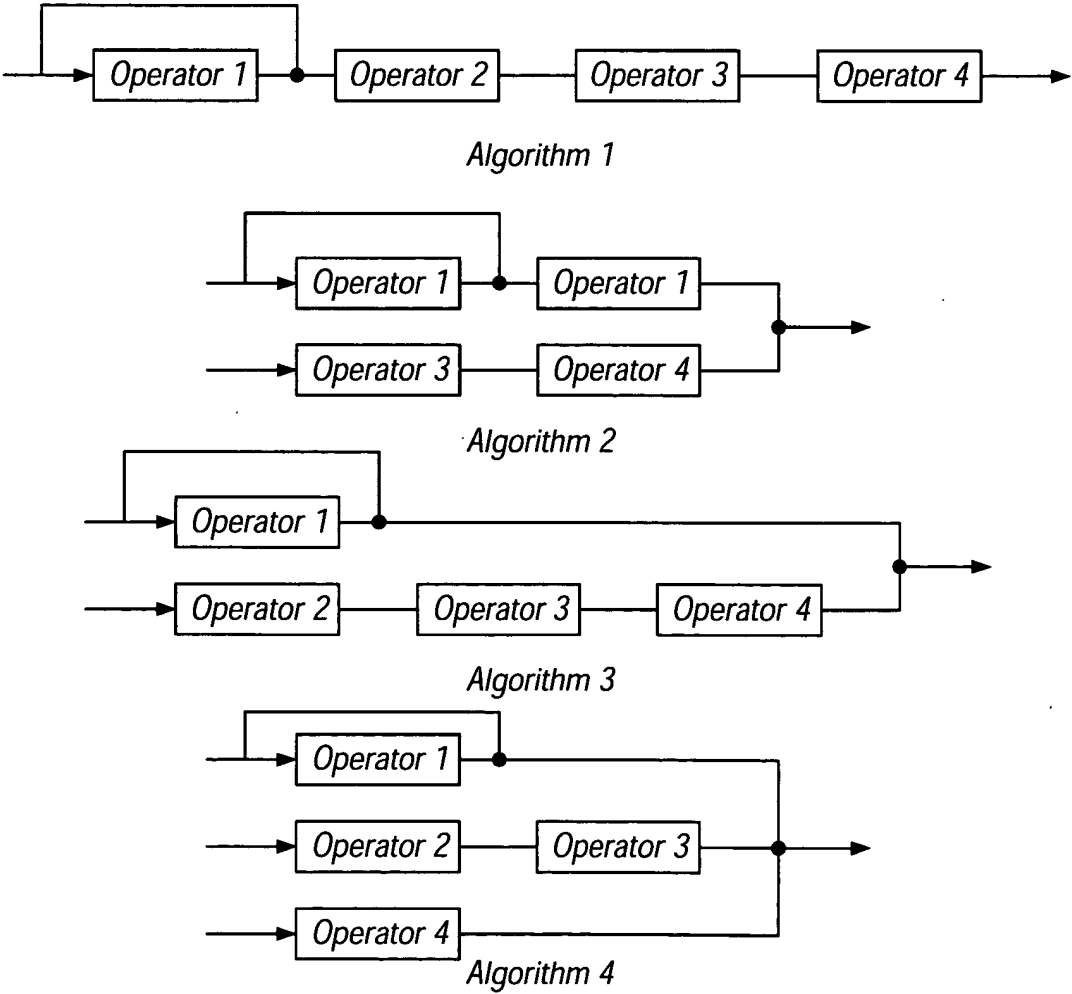 Operator 1 Operator 2 Operator 3 Operator 4
Algorithm 1
Operator 1 Operator 1
Operator 3 Operator 4
Algorithm 2
Operator 1
Operator 2 Operator 3 Operator 4
Algorithm 3
Operator 1
Operator 2 Operator 3
Operator 4
Algorithm 4